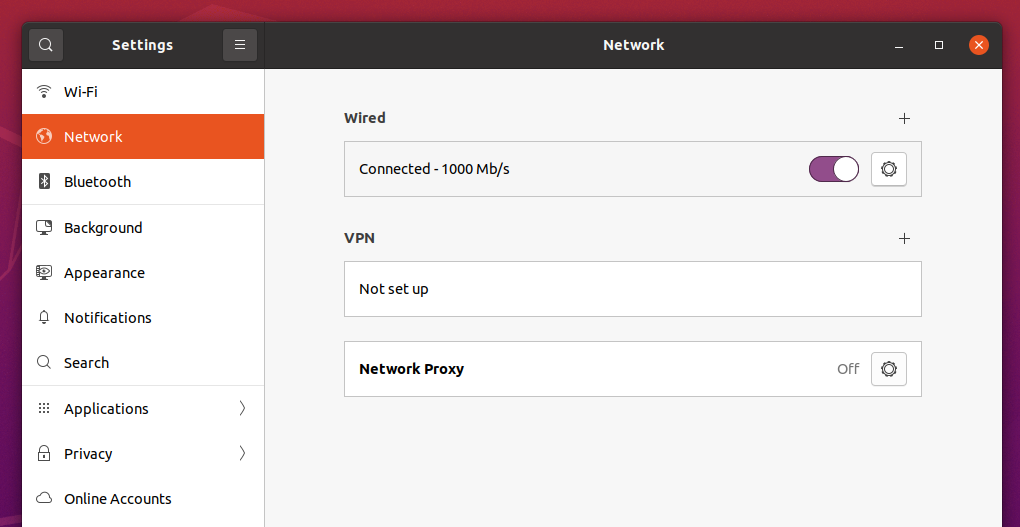 Settings
Network
Wi-Fi
Network
Bluetooth
Background
Appearance
Notifications
Search
Applications
Privacy
Online Accounts
Wired
Connected - 1000 Mb/s
VPN
Not set up
Network Proxy Off